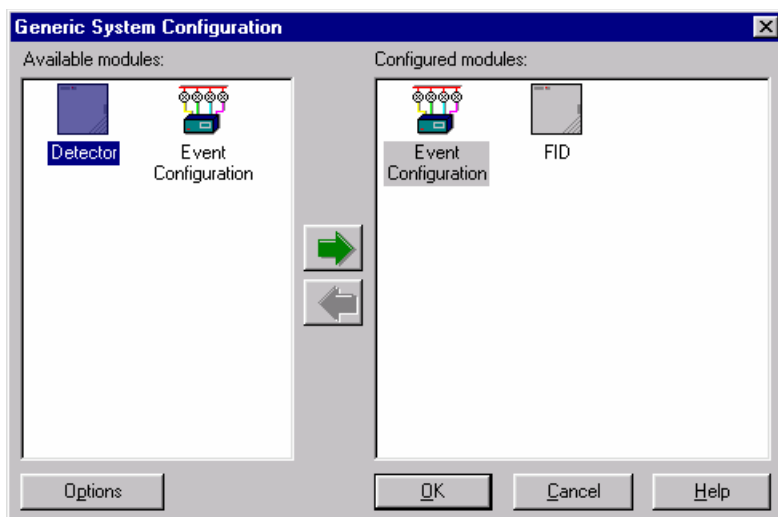 Generic System Configuration
Available modules:
Configured modules:
Detector
Event
Configuration
Event
Configuration
FID
Options
OK
Cancel
Help